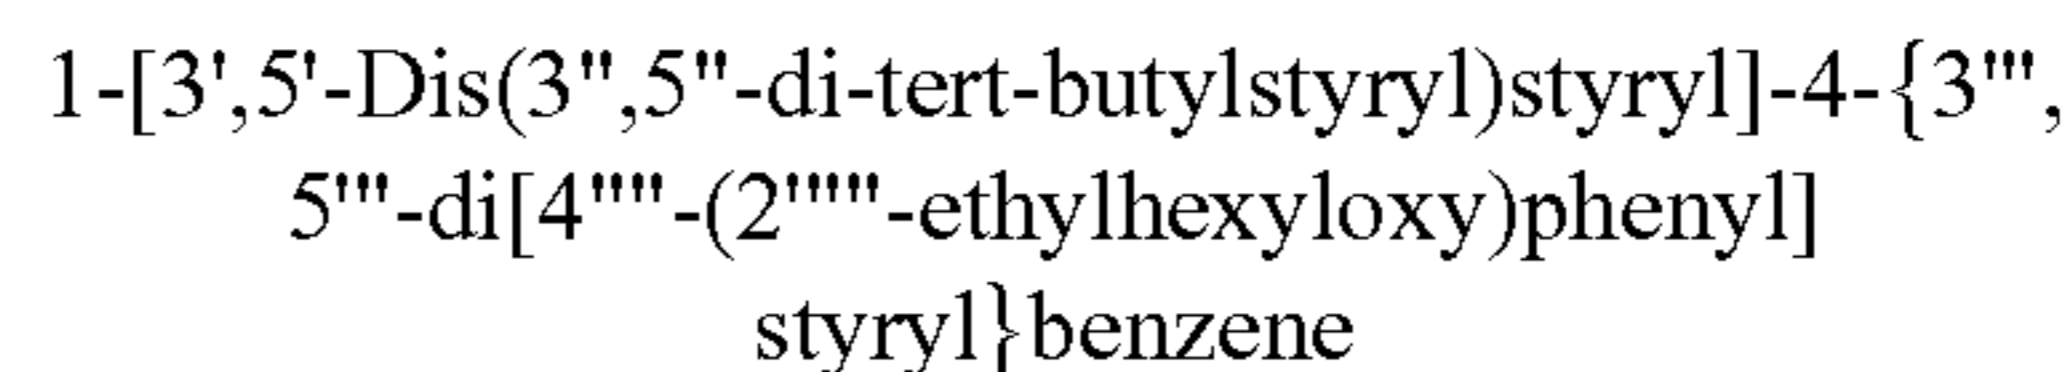 1-[3',5'-Dis(3'',5''-di-tert-butylstyryl)styryl]-4-{3''',
5'''-di[4''''-(2'''''-ethylhexyloxy)phenyl]
styryl}benzene